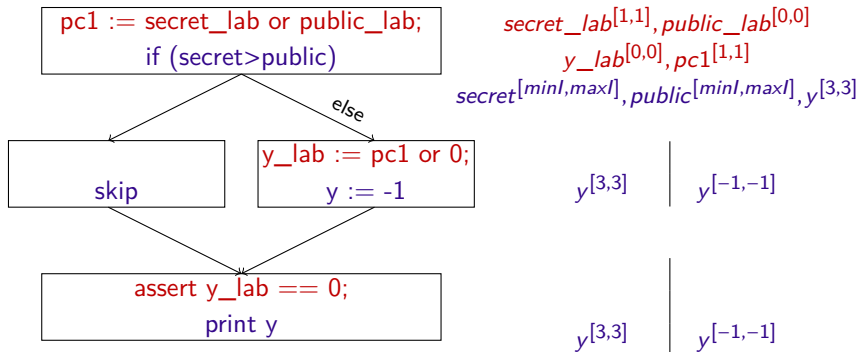 pc1 := secret_lab or public_lab;
if (secret>public)
secret_lab[1,1], public_lab[0,0]
y_lab[0,0], pc1[1,1]
secret[minI,maxI], public[minI,maxI], y[3,3]
else
skip
y_lab := pc1 or 0;
y := -1
y[3,3]
y[−1,−1]
assert y_lab == 0;
print y
y[3,3]
y[−1,−1]